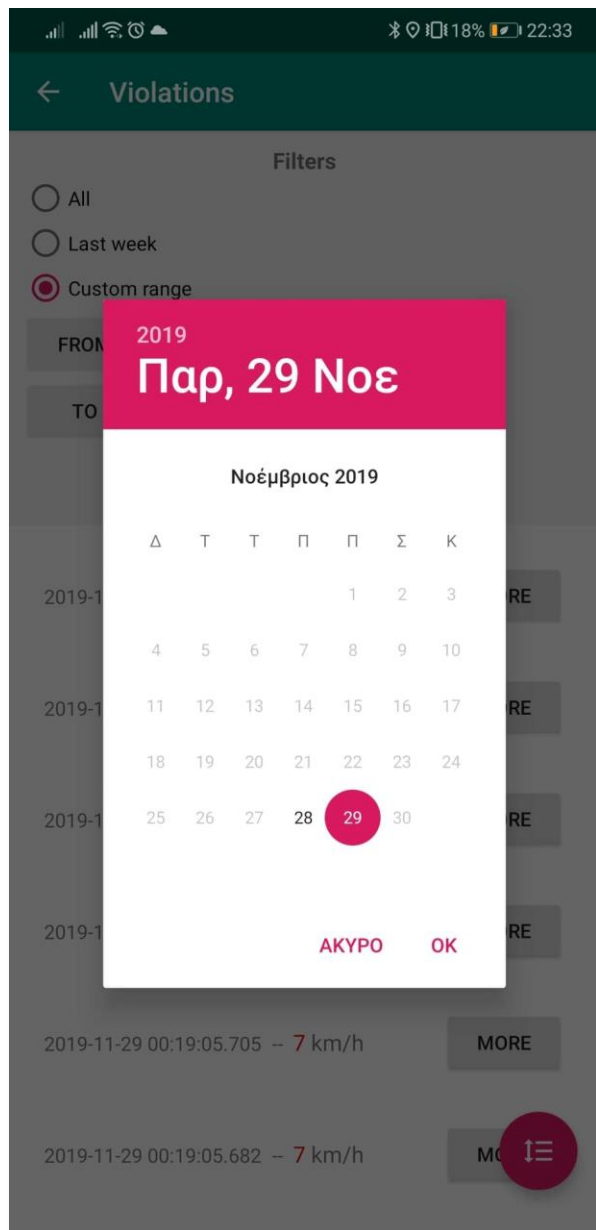 18% 22:33
Violations
Filters
All
Last week
Custom range
2019
Παρ, 29 Νοε
TO
Νοέμβριος 2019
Δ Τ Τ Π Π Σ Κ
1 2 3
4 5 6 7 8 9 10
11 12 13 14 15 16 17
18 19 20 21 22 23 24
25 26 27 28 29 30
ΑΚΥΡΟ OK
2019-11-29 00:19:05.705 -- 7 km/h MORE
2019-11-29 00:19:05.682 -- 7 km/h